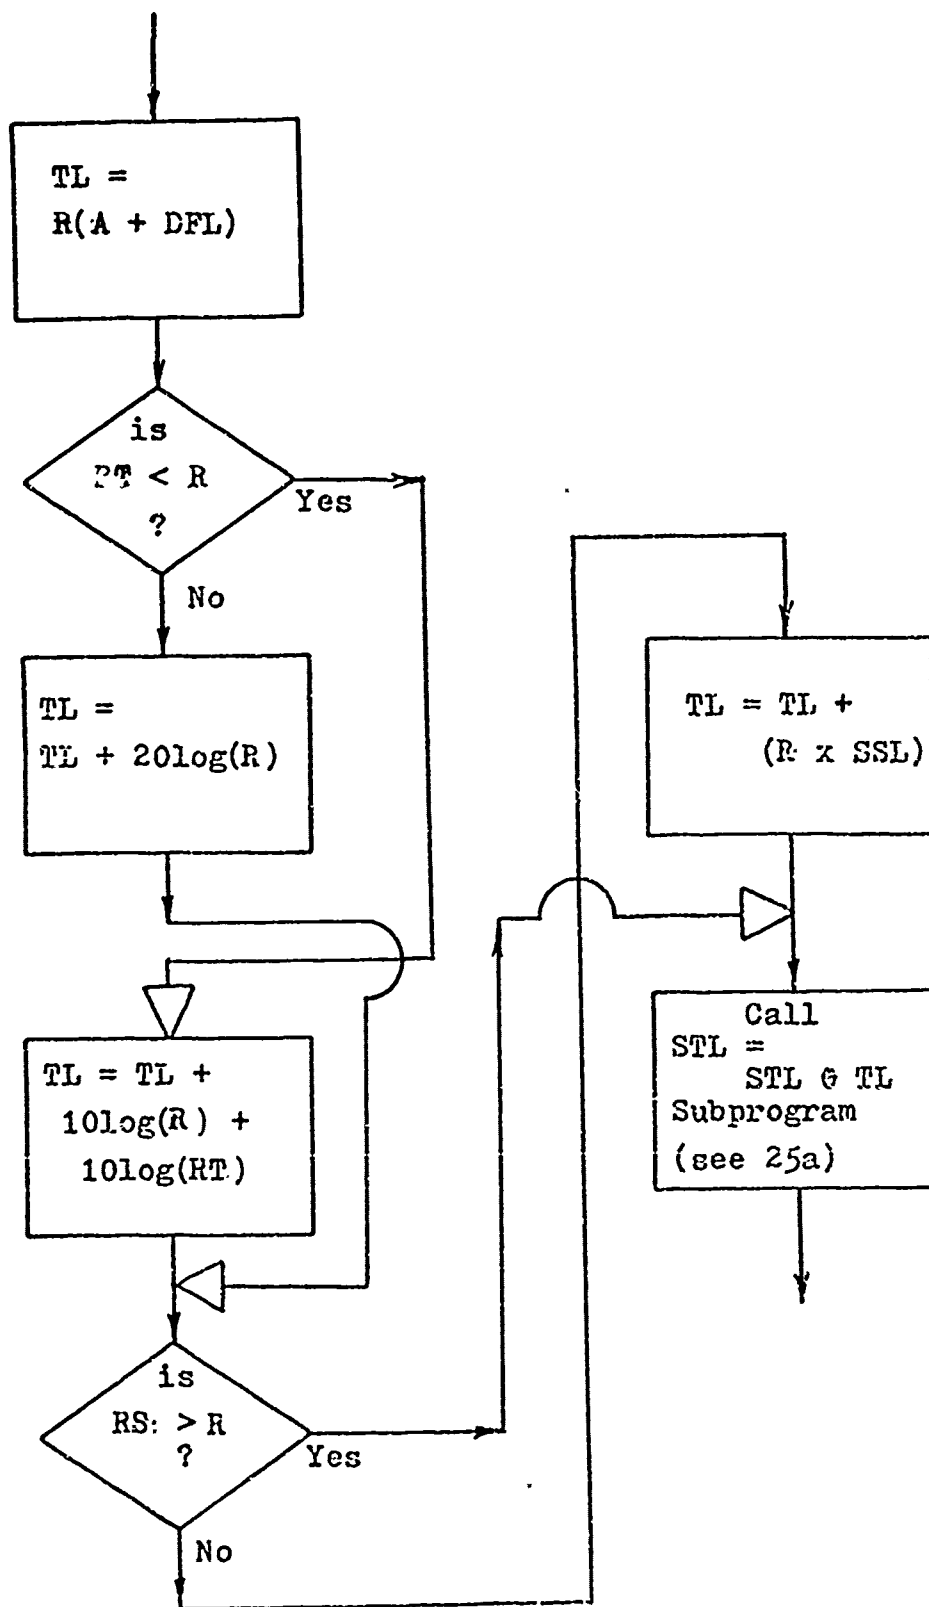 TL =
R(A + DFL)
is
< R
?
Yes
No
TL =
TL + 20log(R)
TL = TL +
10log(R) +
10log(RT)
is
RS: > R
?
Yes
No
TL = TL +
(R x SSL)
Call
STL =
STL @ TL
Subprogram
(see 25a)